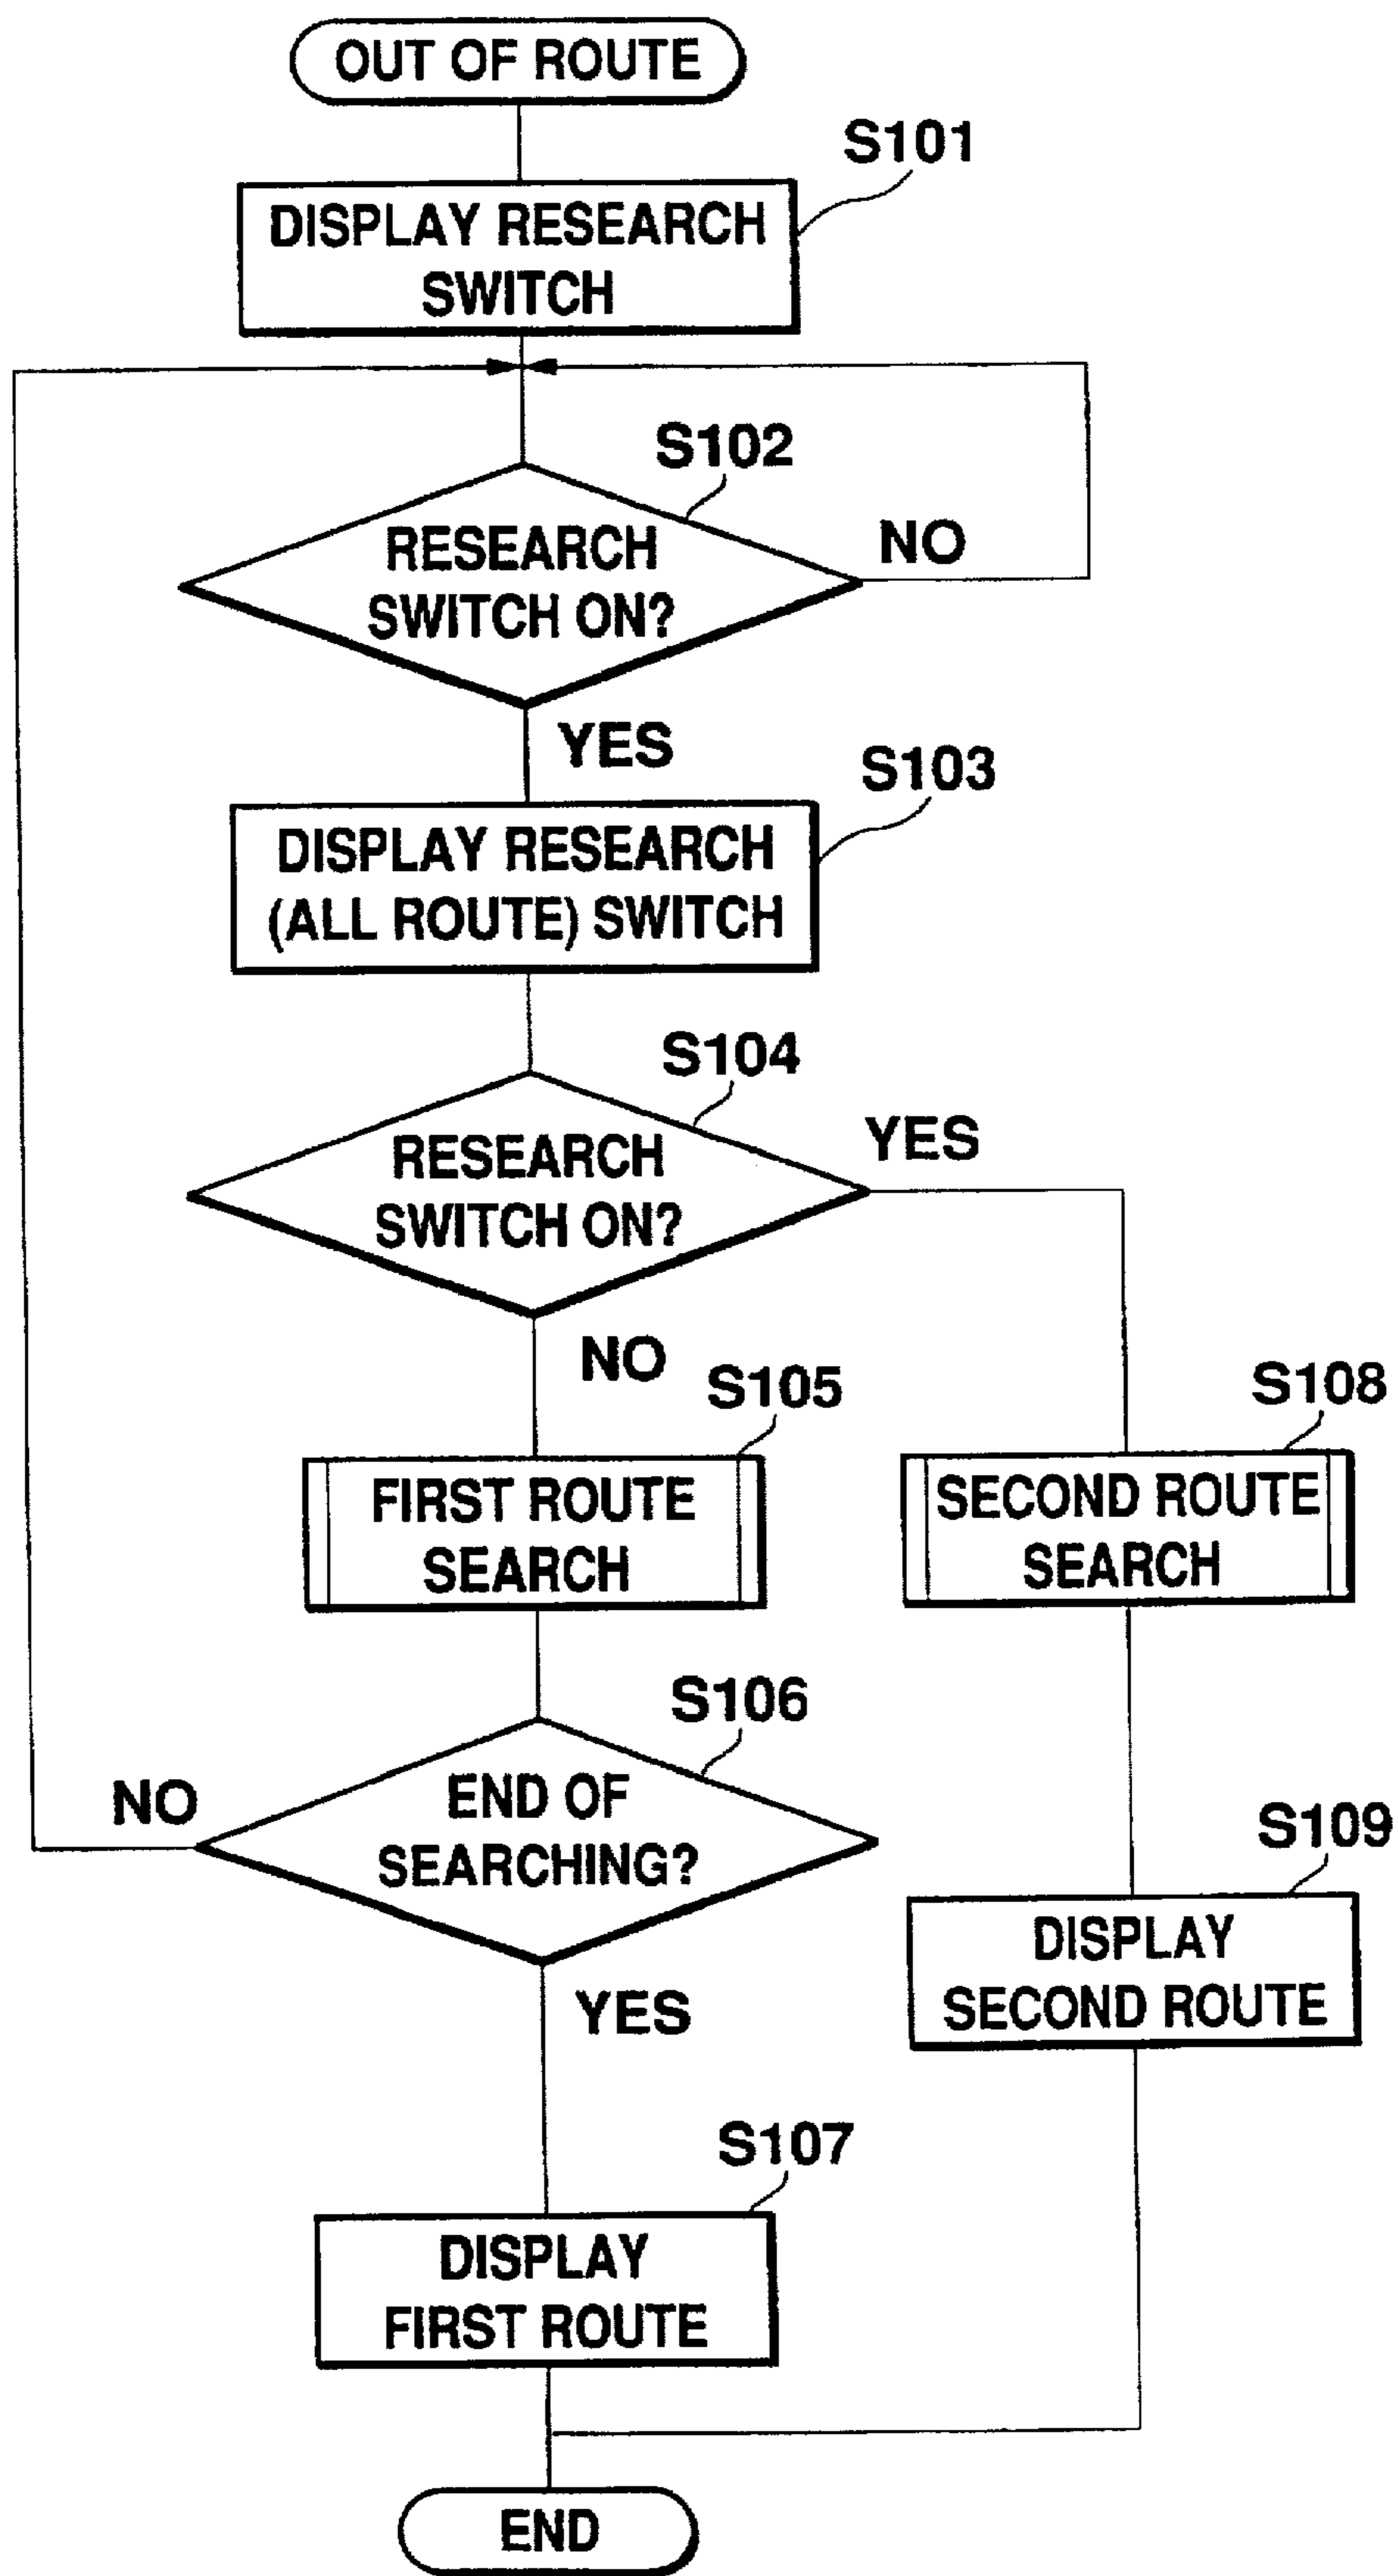 OUT OF ROUTE
S101
DISPLAY RESEARCH
SWITCH
S102
RESEARCH
SWITCH ON?
NO
YES
S103
DISPLAY RESEARCH
(ALL ROUTE) SWITCH
S104
RESEARCH
SWITCH ON?
YES
NO
S105
FIRST ROUTE
SEARCH
S108
SECOND ROUTE
SEARCH
S106
END OF
SEARCHING?
NO
YES
S109
DISPLAY
SECOND ROUTE
S107
DISPLAY
FIRST ROUTE
END